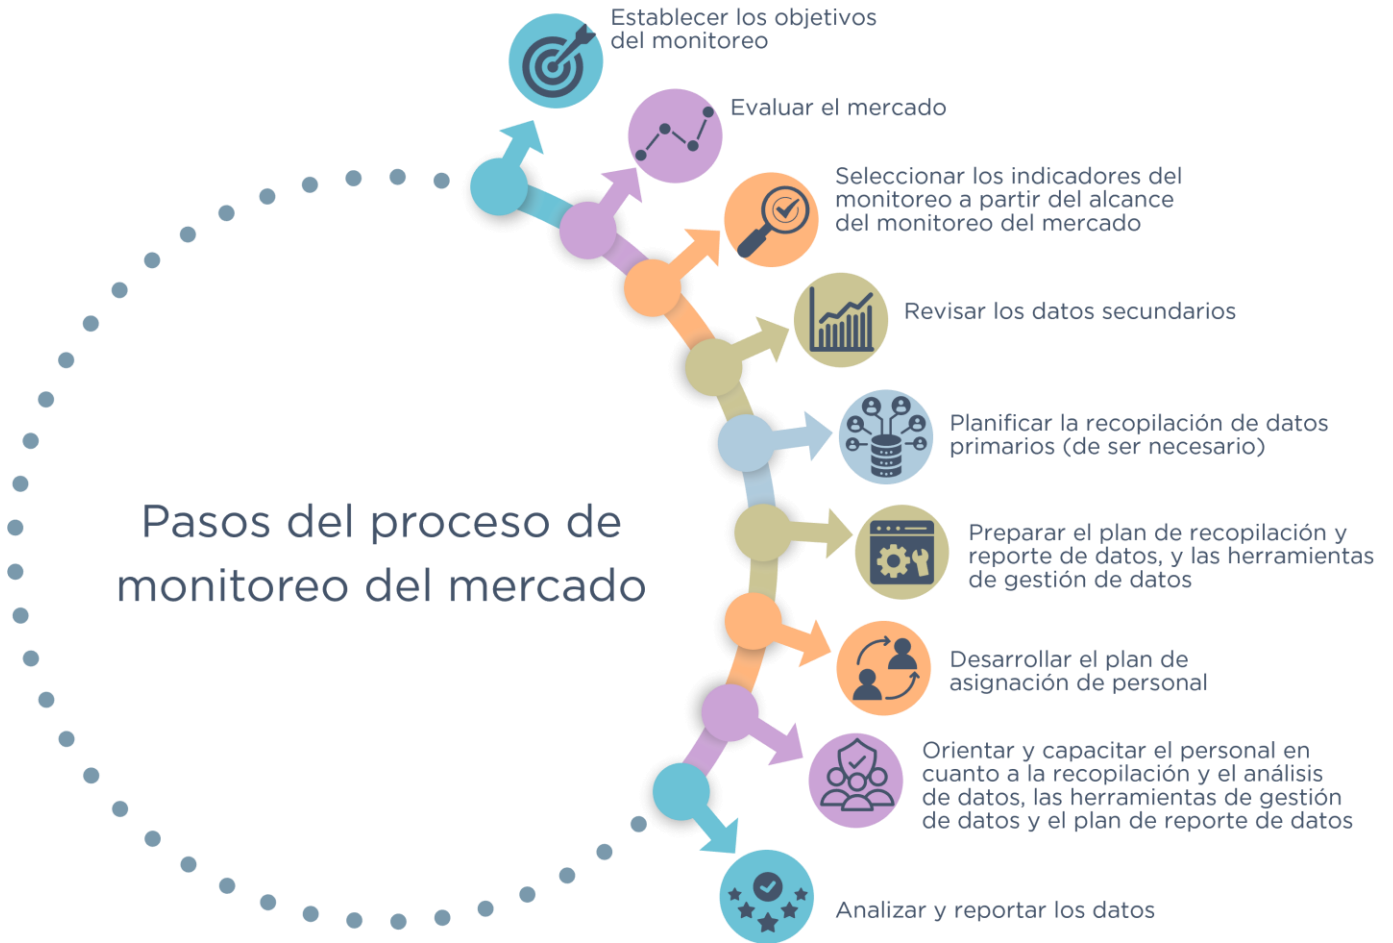 Establecer los objetivos
del monitoreo
Evaluar el mercado
Seleccionar los indicadores del
monitoreo a partir del alcance
del monitoreo del mercado
Revisar los datos secundarios
Planificar la recopilación de datos
primarios (de ser necesario)
Pasos del proceso de
monitoreo del mercado
Preparar el plan de recopilación y
reporte de datos, y las herramientas
de gestión de datos
Desarrollar el plan de
asignación de personal
Orientar y capacitar el personal en
cuanto a la recopilación y el análisis
de datos, las herramientas de gestión
de datos y el plan de reporte de datos
Analizar y reportar los datos